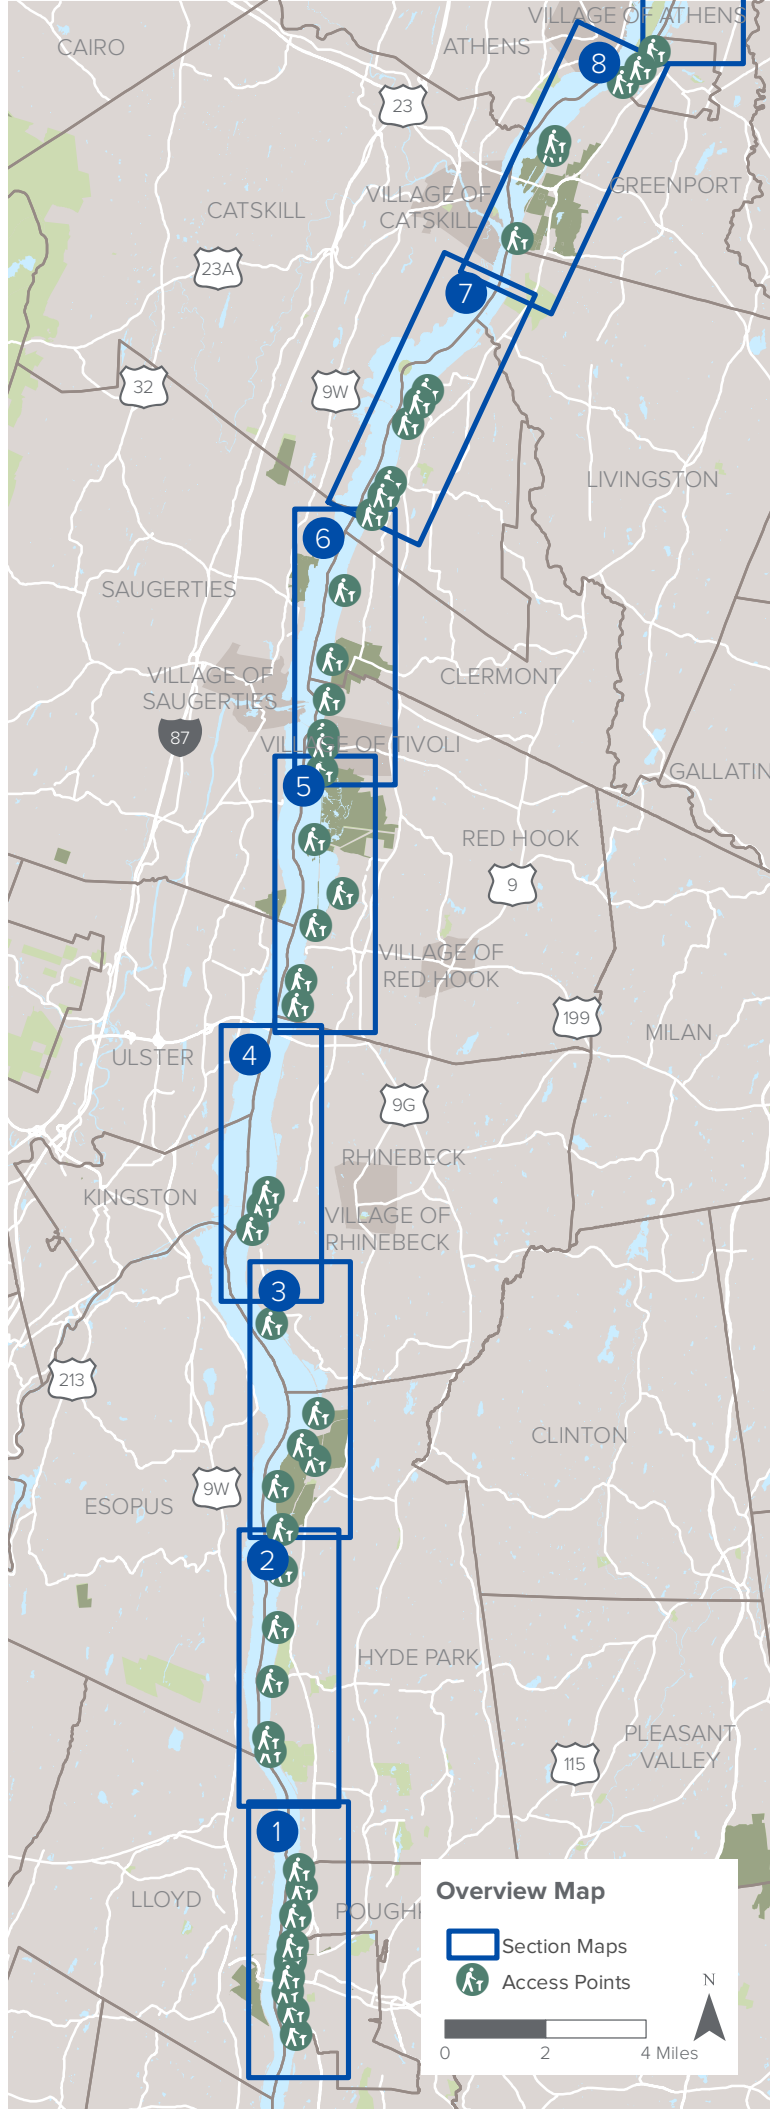 VILLAGE OF ATHENS
CAIRO
ATHENS
8
23
GREENPORT
VILLAGE OF
CATSKILL
CATSKILL
23A
7
32
9W
LIVINGSTON
6
SAUGERTIES
CLERMONT
VILLAGE OF
SAUGERTIES
87
VILLAGE OF TIVOLI
GALLATIN
5
RED HOOK
9
VILLAGE OF
RED HOOK
199
MILAN
ULSTER
4
9G
RHINEBECK
KINGSTON
VILLAGE OF
RHINEBECK
3
213
CLINTON
9W
ESOPUS
2
HYDE PARK
PLEASANT
VALLEY
115
1
LLOYD
POUGHK
Overview Map
Section Maps
Access Points
N
0 2 4 Miles